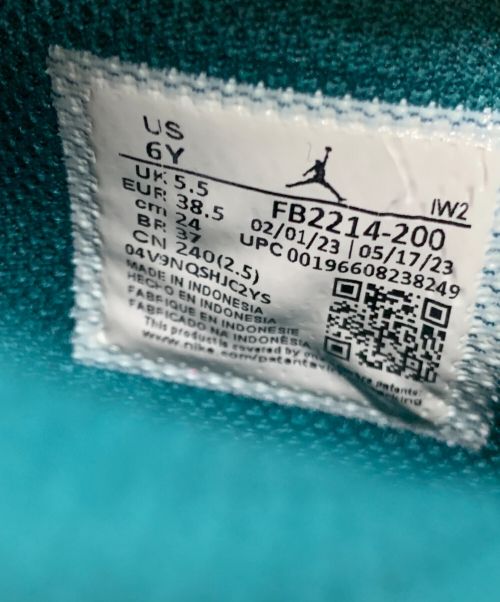 US
6Y
UK 5.5
EUR 38.5
cm 24
BR 37
CN 240(2.5)
IW2
FB2214-200
02/01/23 | 05/17/23
UPC 00196608238249
04V9NQSHJC2YS
MADE IN INDONESIA
HECHO EN INDONESIA
FABRIQUE EN INDONESIE
FABRICADO NA INDONÉSIA
This product is covered by
www.nike.com/patents
patents.